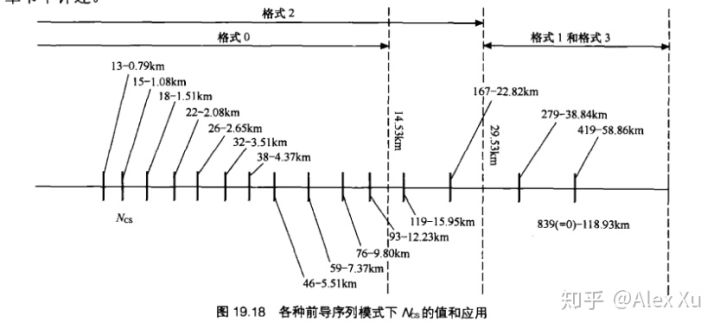 格式2
格式0
格式1和格式3
13-0.79km
15-1.08km
18-1.51km
22-2.08km
26-2.65km
32-3.51km
38-4.37km
14.53km
167-22.82km
29.53km
279-38.84km
419-58.86km
N_CS
46-5.51km
59-7.37km
76-9.80km
93-12.23km
119-15.95km
839(=0)-118.93km
图 19.18 各种前导序列模式下 N_CS 的值和应用
知乎 @Alex Xu